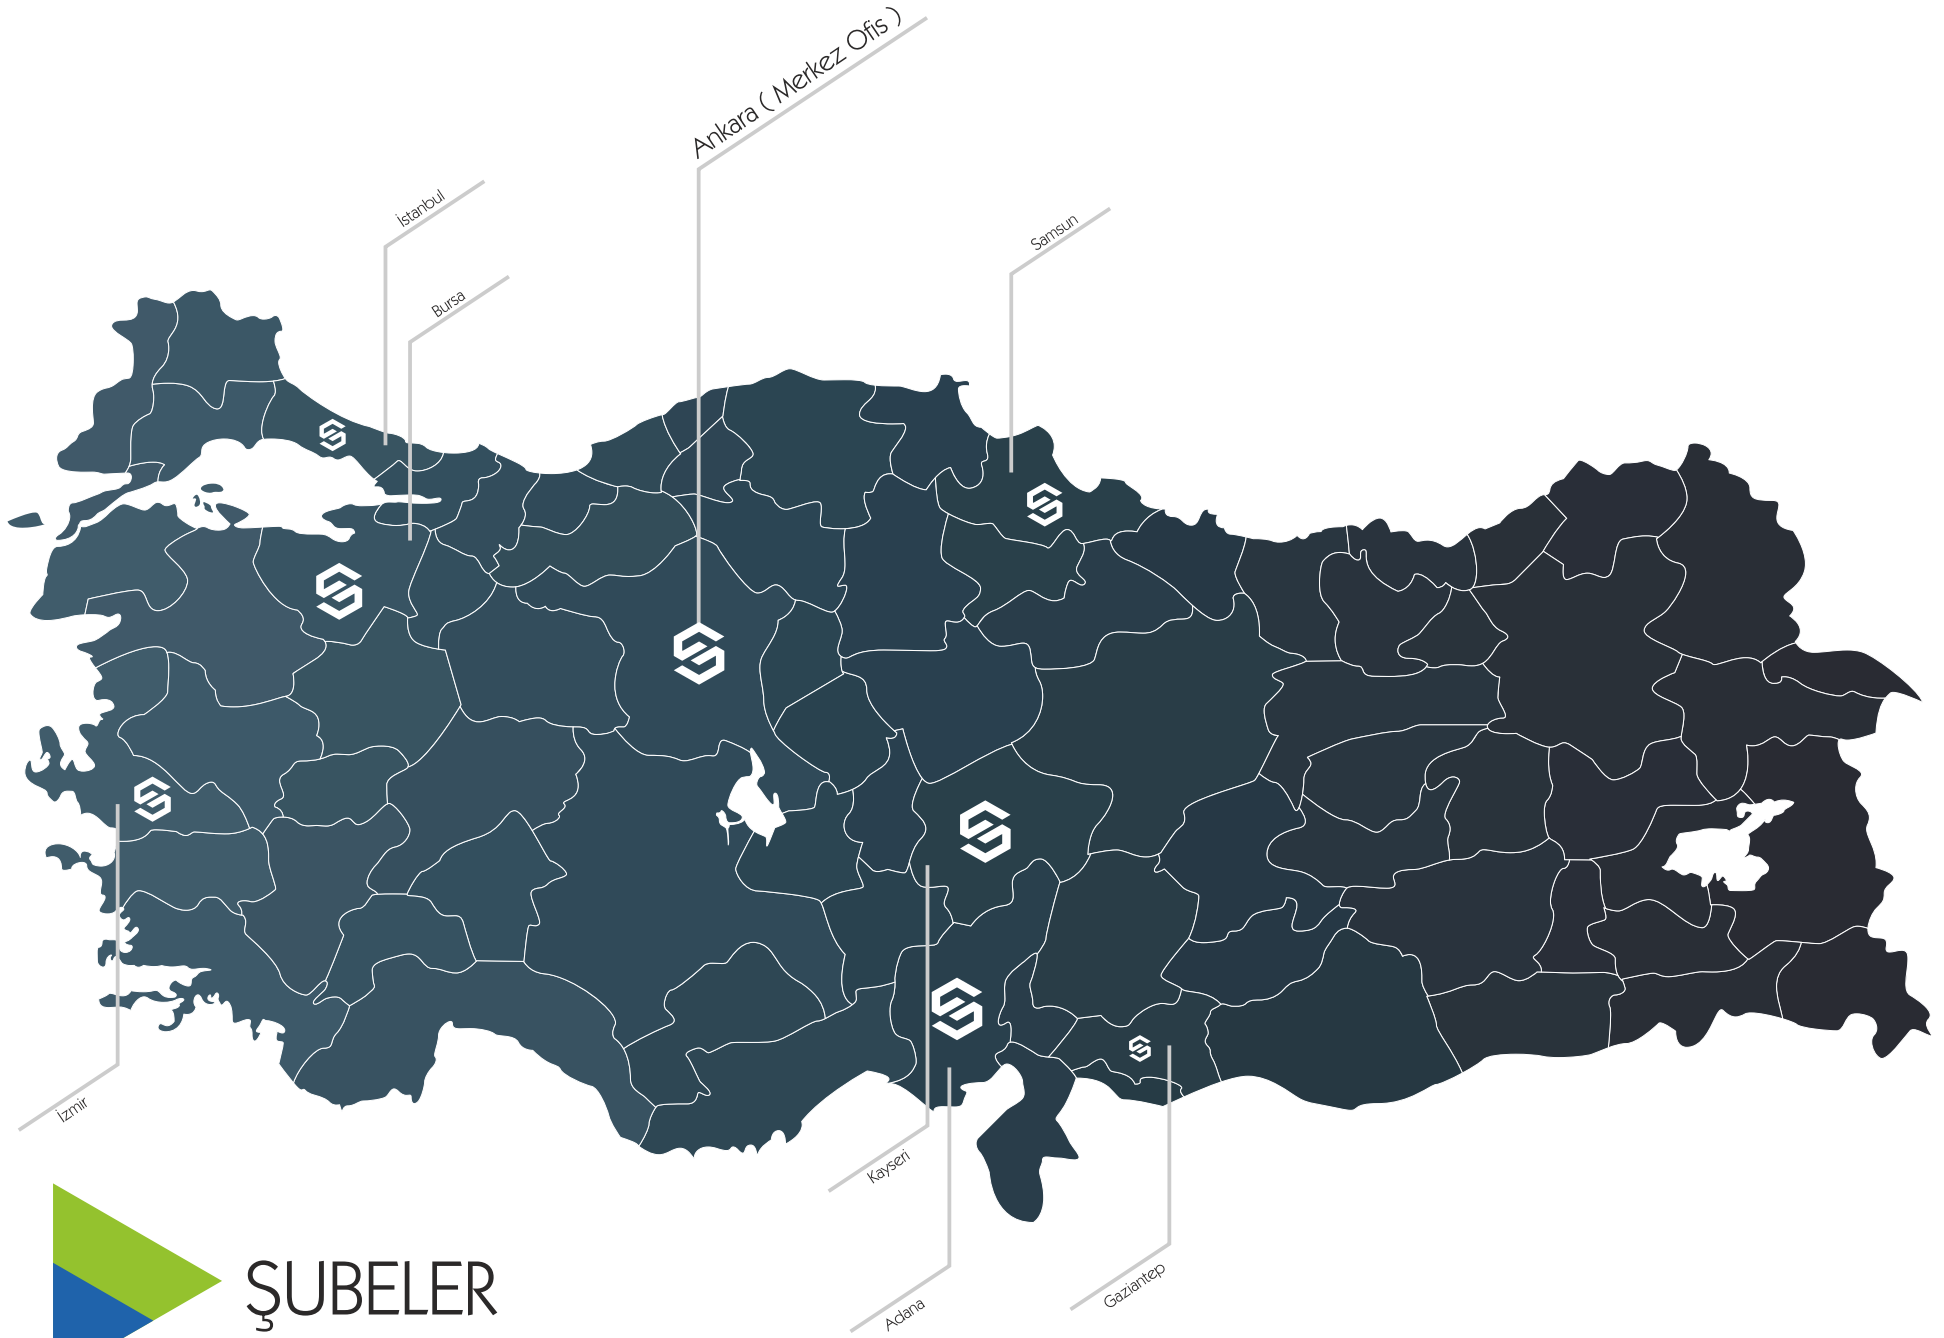 Ankara ( Merkez Ofis )
İstanbul
Samsun
Bursa
İzmir
Kayseri
Gaziantep
Adana
ŞUBELER